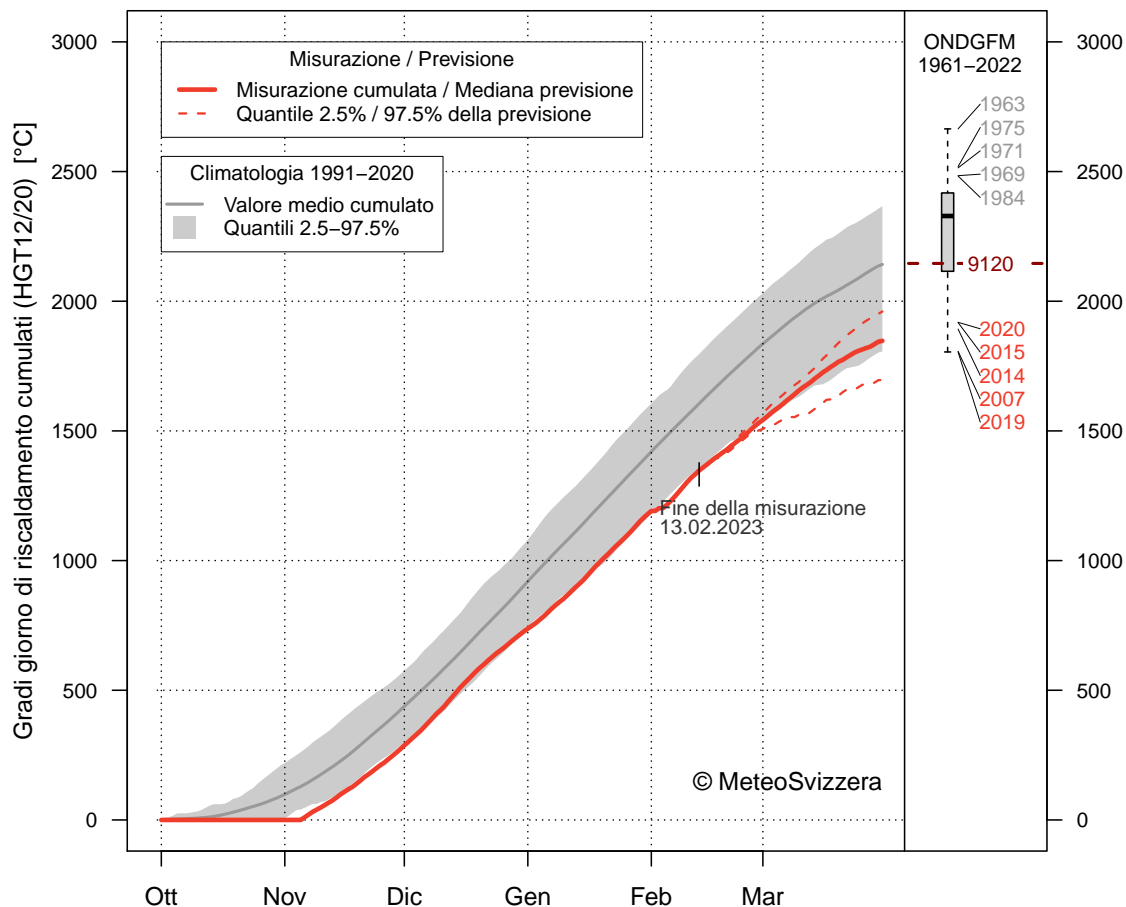 Gradi giorno di riscaldamento cumulati (HGT12/20) [°C]
3000
2500
2000
1500
1000
500
0
Misurazione / Previsione
Misurazione cumulata / Mediana previsione
Quantile 2.5% / 97.5% della previsione
Climatologia 1991−2020
Valore medio cumulato
Quantili 2.5−97.5%
Fine della misurazione
13.02.2023
© MeteoSvizzera
Ott
Nov
Dic
Gen
Feb
Mar
ONDGFM
1961−2022
1963
1975
1971
1969
1984
9120
2020
2015
2014
2007
2019
3000
2500
2000
1500
1000
500
0